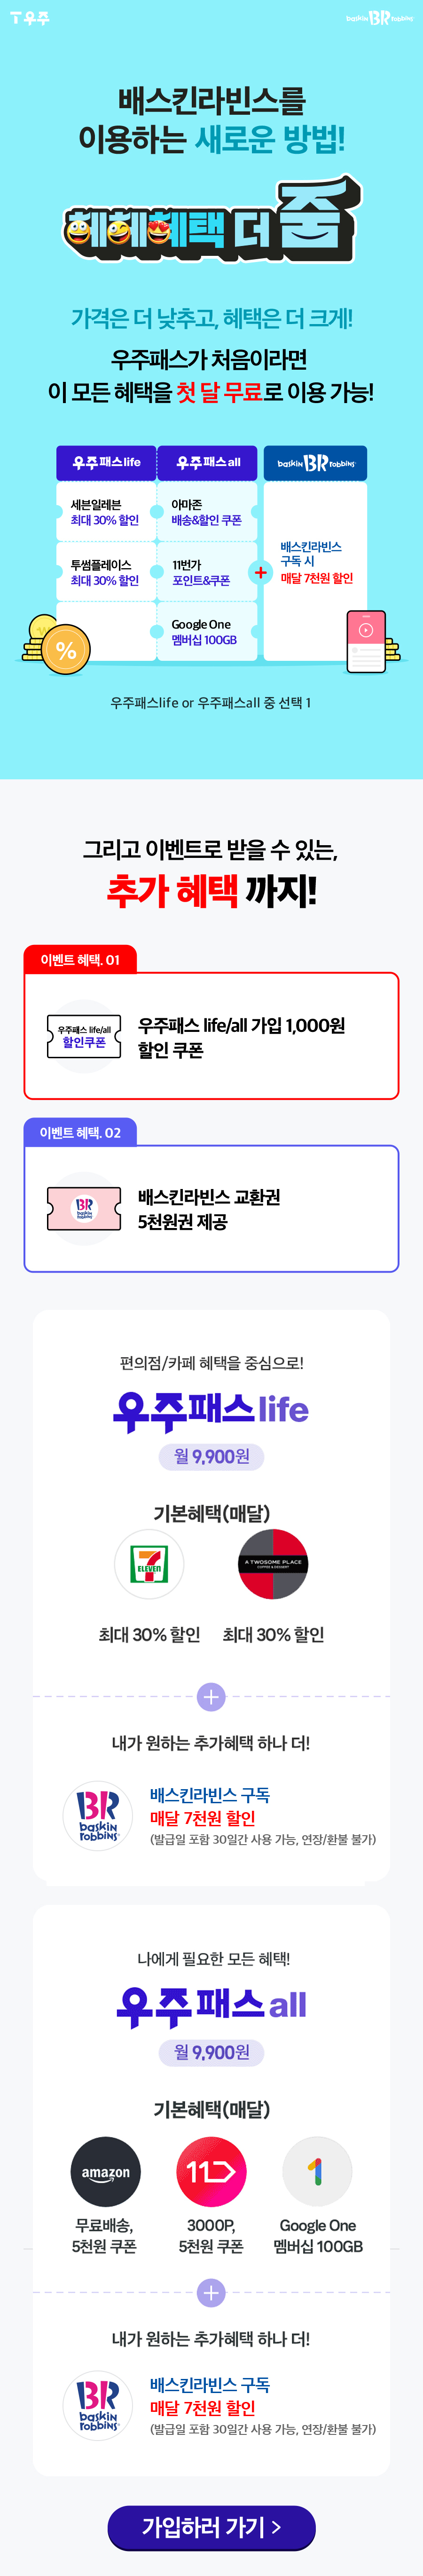 T우주
baskin BR robbins
배스킨라빈스를
이용하는 새로운 방법!
혜혜혜택 더 줌
가격은 더 낮추고, 혜택은 더 크게!
우주패스가 처음이라면
이 모든 혜택을 첫 달 무료로 이용 가능!
우주패스life
우주패스all
baskin BR robbins
세븐일레븐
최대 30% 할인
아마존
배송&할인 쿠폰
투썸플레이스
최대 30% 할인
11번가
포인트&쿠폰
Google One
멤버십 100GB
+
배스킨라빈스
구독 시
매달 7천원 할인
%
우주패스life or 우주패스all 중 선택 1
그리고 이벤트로 받을 수 있는,
추가 혜택 까지!
이벤트 혜택. 01
우주패스 life/all
할인쿠폰
우주패스 life/all 가입 1,000원
할인 쿠폰
이벤트 혜택. 02
BR
baskin
robbins
배스킨라빈스 교환권
5천원권 제공
편의점/카페 혜택을 중심으로!
우주패스life
월 9,900원
기본혜택(매달)
7
ELEVEN
A TWOSOME PLACE
COFFEE & DESSERT
최대 30% 할인
최대 30% 할인
+
내가 원하는 추가혜택 하나 더!
BR
baskin
robbins
배스킨라빈스 구독
매달 7천원 할인
(발급일 포함 30일간 사용 가능, 연장/환불 불가)
나에게 필요한 모든 혜택!
우주패스all
월 9,900원
기본혜택(매달)
amazon
11
1
무료배송,
5천원 쿠폰
3000P,
5천원 쿠폰
Google One
멤버십 100GB
+
내가 원하는 추가혜택 하나 더!
BR
baskin
robbins
배스킨라빈스 구독
매달 7천원 할인
(발급일 포함 30일간 사용 가능, 연장/환불 불가)
가입하러 가기 >